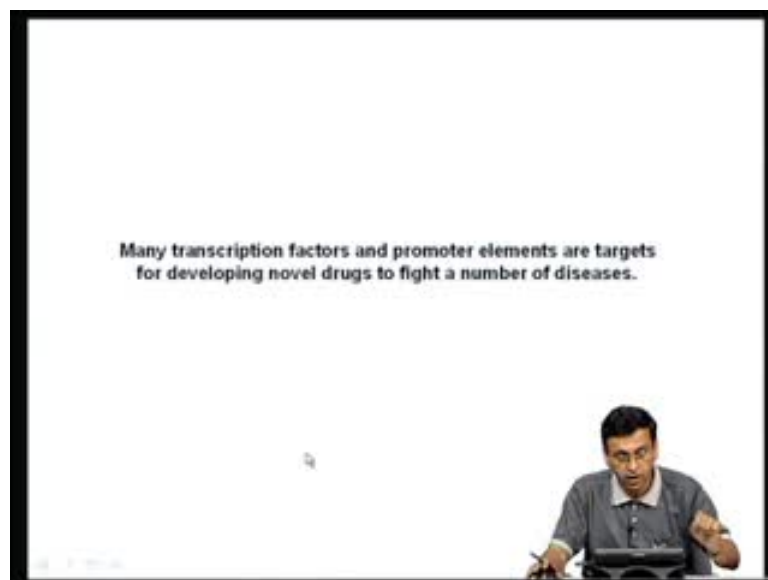 Many transcription factors and promoter elements are targets
for developing novel drugs to fight a number of diseases.